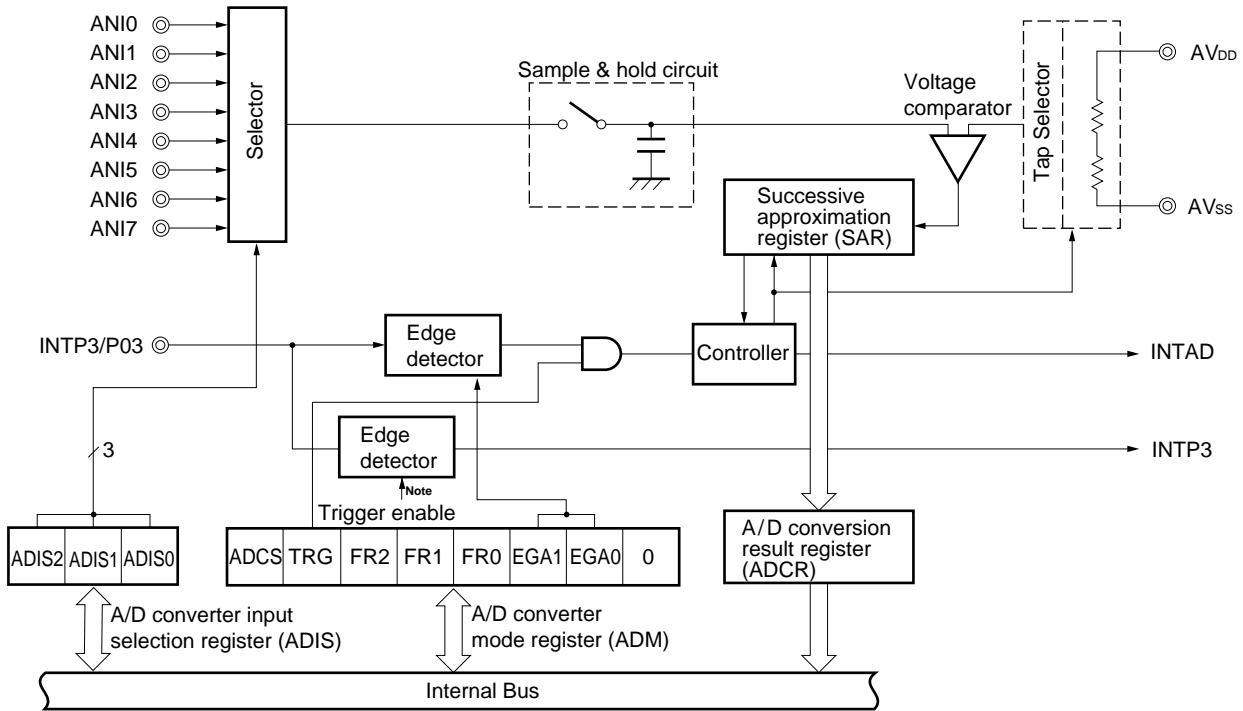 ANI0
ANI1
ANI2
ANI3
ANI4
ANI5
ANI6
ANI7
Selector
Sample & hold circuit
Voltage
comparator
Tap Selector
AVDD
AVSS
Successive
approximation
register (SAR)
INTP3/P03
Edge
detector
Controller
INTAD
3
Edge
detector
INTP3
Note
Trigger enable
ADIS2 ADIS1 ADIS0
ADCS TRG FR2 FR1 FR0 EGA1 EGA0 0
A/D conversion
result register
(ADCR)
A/D converter input
selection register (ADIS)
A/D converter
mode register (ADM)
Internal Bus